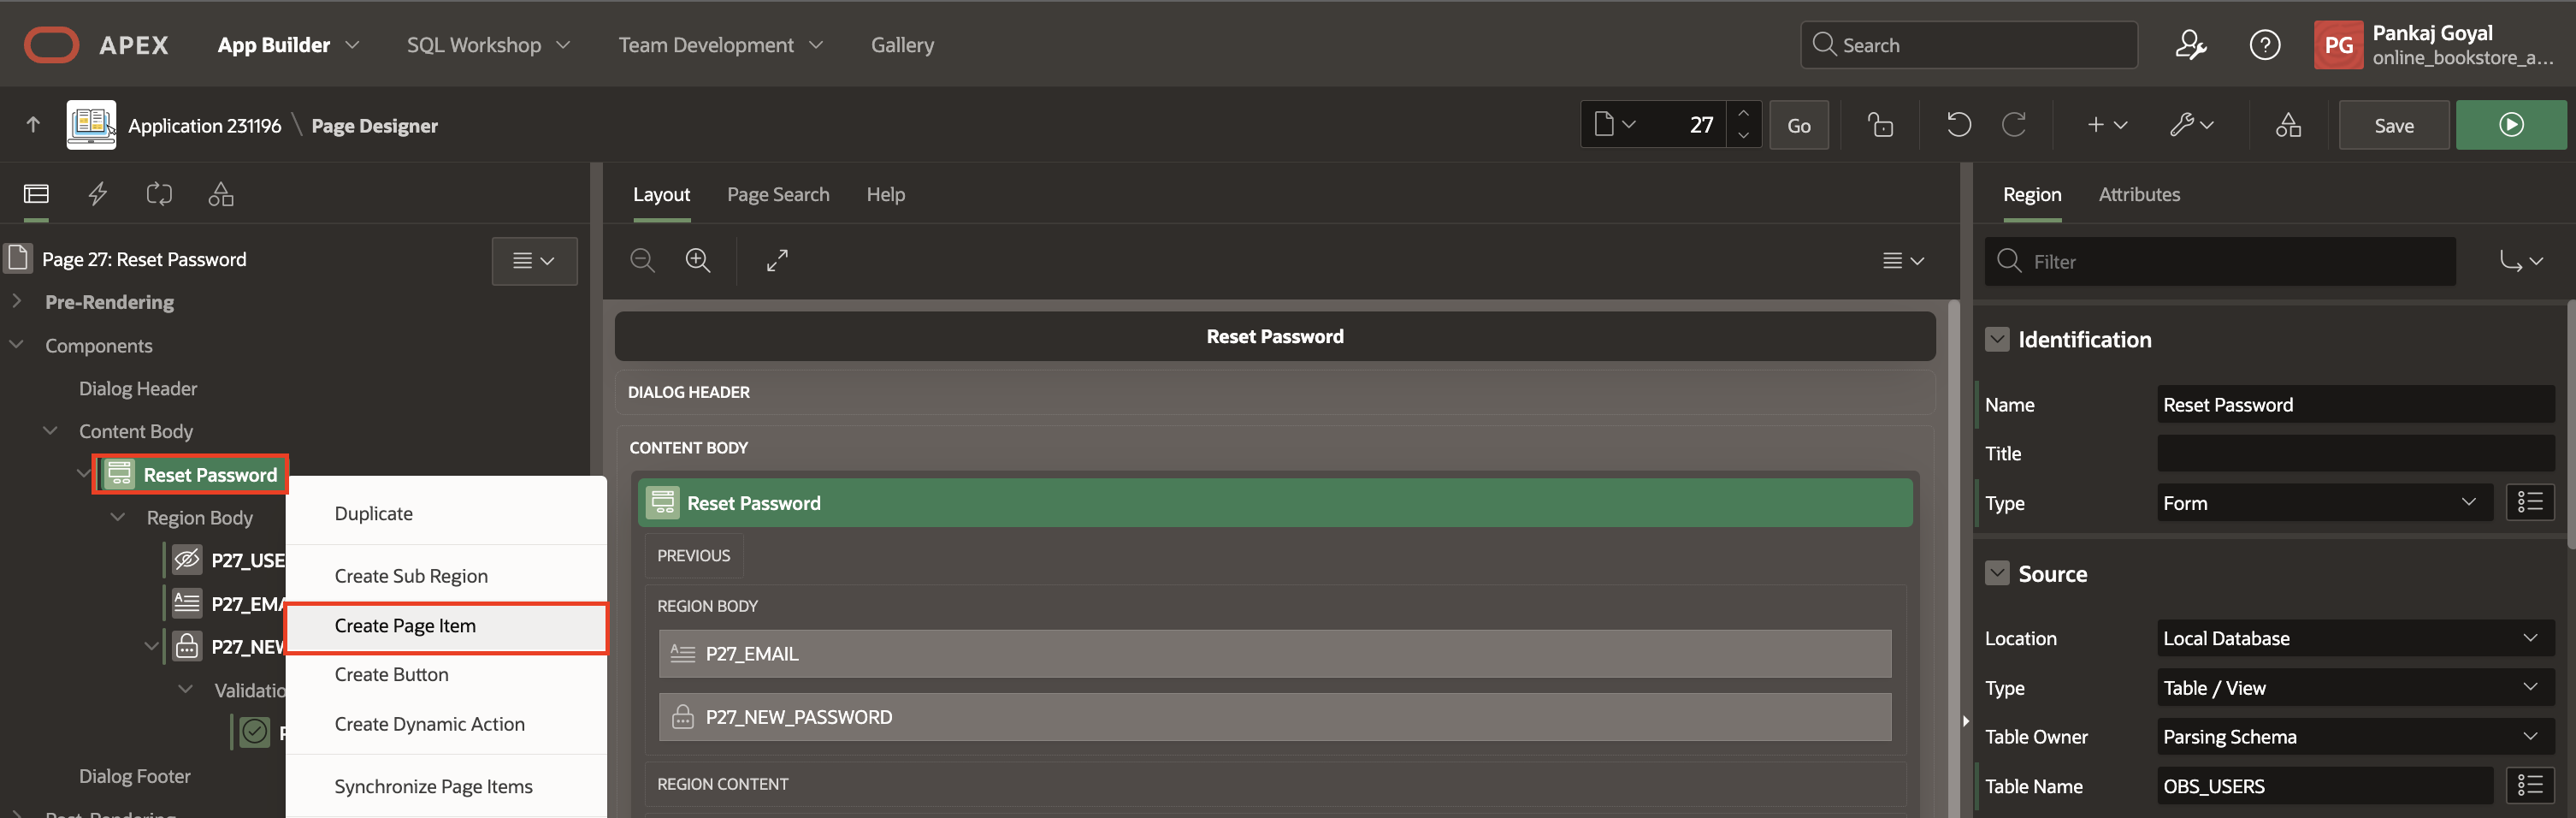 APEX App Builder SQL Workshop Team Development Gallery Search PG Pankaj Goyal
online_bookstore_a...
Application 231196 \ Page Designer 27 Go Save
Layout Page Search Help
Region Attributes
Page 27: Reset Password
Filter
Pre-Rendering
Components
Dialog Header
Content Body
Reset Password
Region Body
P27_USE
P27_EMA
P27_NEW
Validatio
Dialog Footer
Duplicate
Create Sub Region
Create Page Item
Create Button
Create Dynamic Action
Synchronize Page Items
Reset Password
DIALOG HEADER
CONTENT BODY
Reset Password
PREVIOUS
REGION BODY
P27_EMAIL
P27_NEW_PASSWORD
REGION CONTENT
Identification
Name Reset Password
Title
Type Form
Source
Location Local Database
Type Table / View
Table Owner Parsing Schema
Table Name OBS_USERS